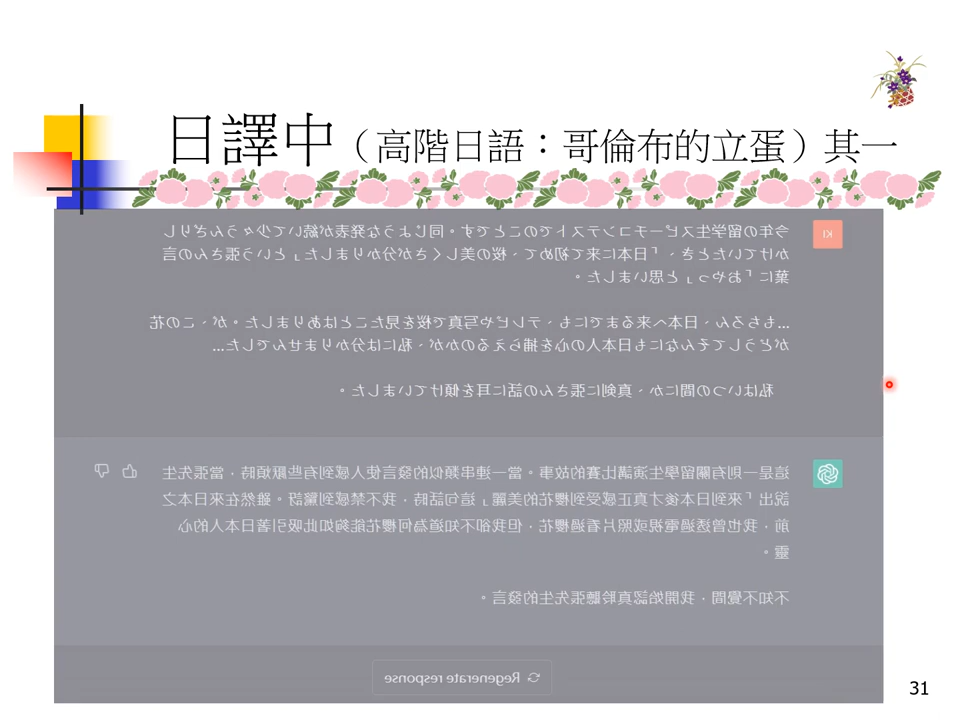 日譯中（高階日語：哥倫布的立蛋）其一
KI
今年の留学生スピーチコンテストでのことです。同じような発表が続いて少々うんざりし
かけていたとき、「日本に来て初めて、桜の美しくさが分かりました」という張さんの言
葉に「おやっ」と思いました。
...もちろん、日本へ来るまでにも、テレビや写真で桜を見たことはありました。が、この花
がどうしてそんなにも日本人の心を捕らえるのかが、私には分かりませんでした...
私はいつの間にか、真剣に張さんの話に耳を傾けていました。
這是一則有關留學生演講比賽的故事。當一連串類似的發言使人感到有些厭煩時，當張先生
說出「來到日本後才真正感受到櫻花的美麗」這句話時，我不禁感到驚訝。雖然在來日本之
前，我也曾透過電視或照片看過櫻花，但我卻不知道為何櫻花能夠如此吸引著日本人的心
靈。
不知不覺間，我開始認真聆聽張先生的發言。
Regenerate response
31